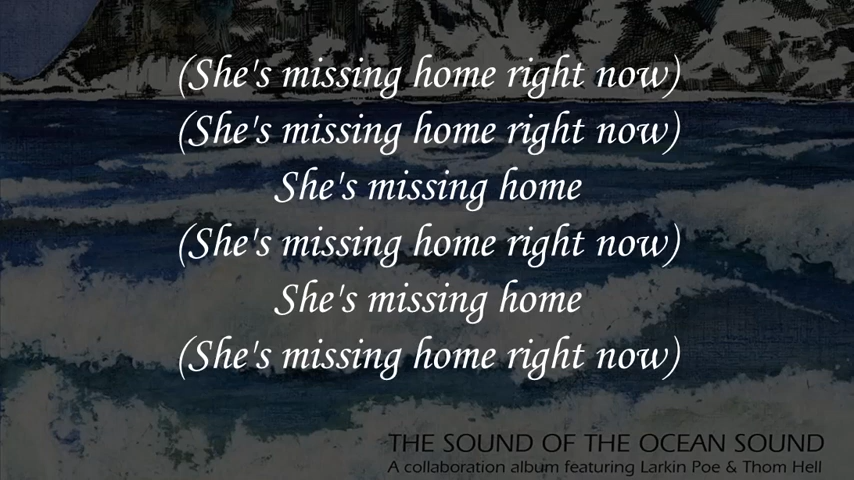 (She's missing home right now)
(She's missing home right now)
She's missing home
(She's missing home right now)
She's missing home
(She's missing home right now)
THE SOUND OF THE OCEAN SOUND
A collaboration album featuring Larkin Poe & Thom Hell